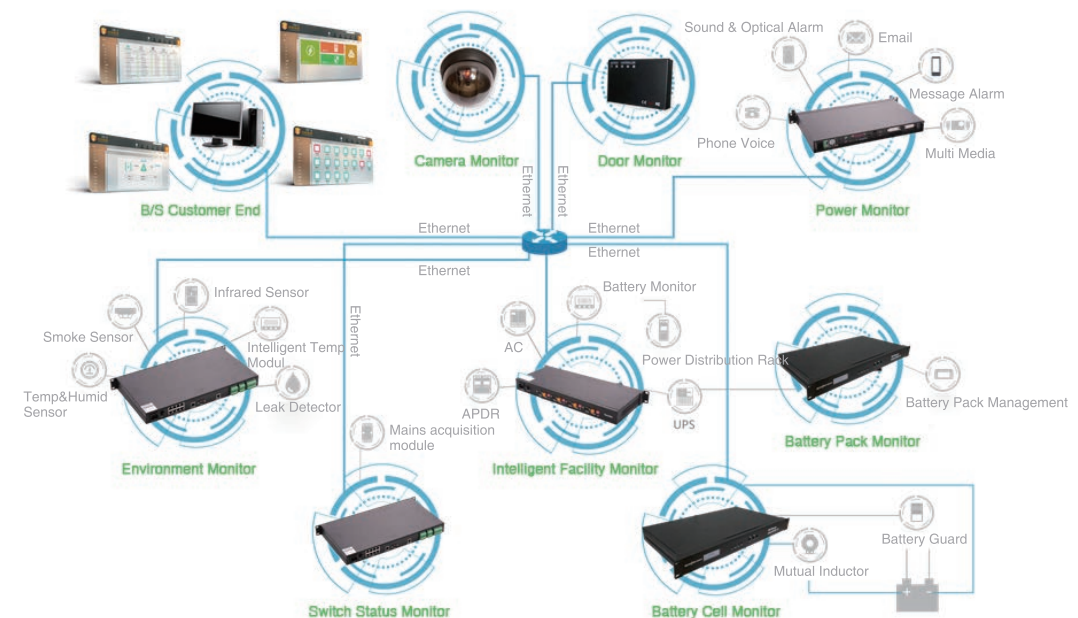 Sound & Optical Alarm
Email
Message Alarm
Phone Voice
Multi Media
Camera Monitor
Door Monitor
B/S Customer End
Power Monitor
Ethernet
Ethernet
Ethernet
Ethernet
Ethernet
Ethernet
Ethernet
Infrared Sensor
Smoke Sensor
Intelligent Temp
Modul
Temp&Humid
Sensor
Leak Detector
Environment Monitor
Battery Monitor
AC
Power Distribution Rack
APDR
UPS
Intelligent Facility Monitor
Battery Pack Management
Battery Pack Monitor
Mains acquisition
module
Switch Status Monitor
Battery Guard
Mutual Inductor
+ −
Battery Cell Monitor